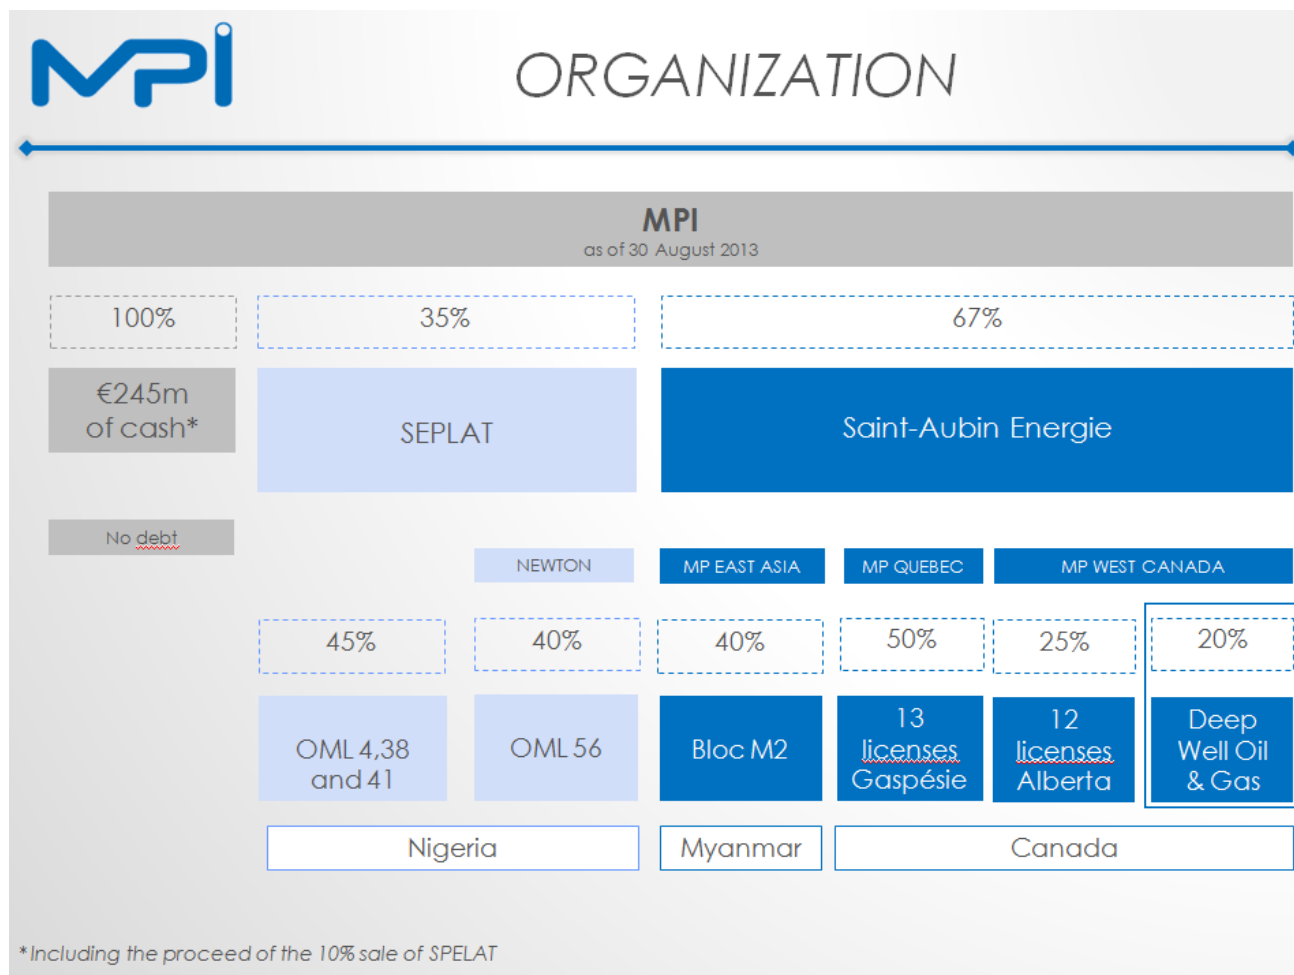 MPI
ORGANIZATION
MPI
as of 30 August 2013
100%
35%
67%
€245m
of cash*
SEPLAT
Saint-Aubin Energie
No debt
NEWTON
MP EAST ASIA
MP QUEBEC
MP WEST CANADA
45%
40%
40%
50%
25%
20%
OML 4,38
and 41
OML 56
Bloc M2
13
licenses
Gaspésie
12
licenses
Alberta
Deep
Well Oil
& Gas
Nigeria
Myanmar
Canada
*Including the proceed of the 10% sale of SPELAT